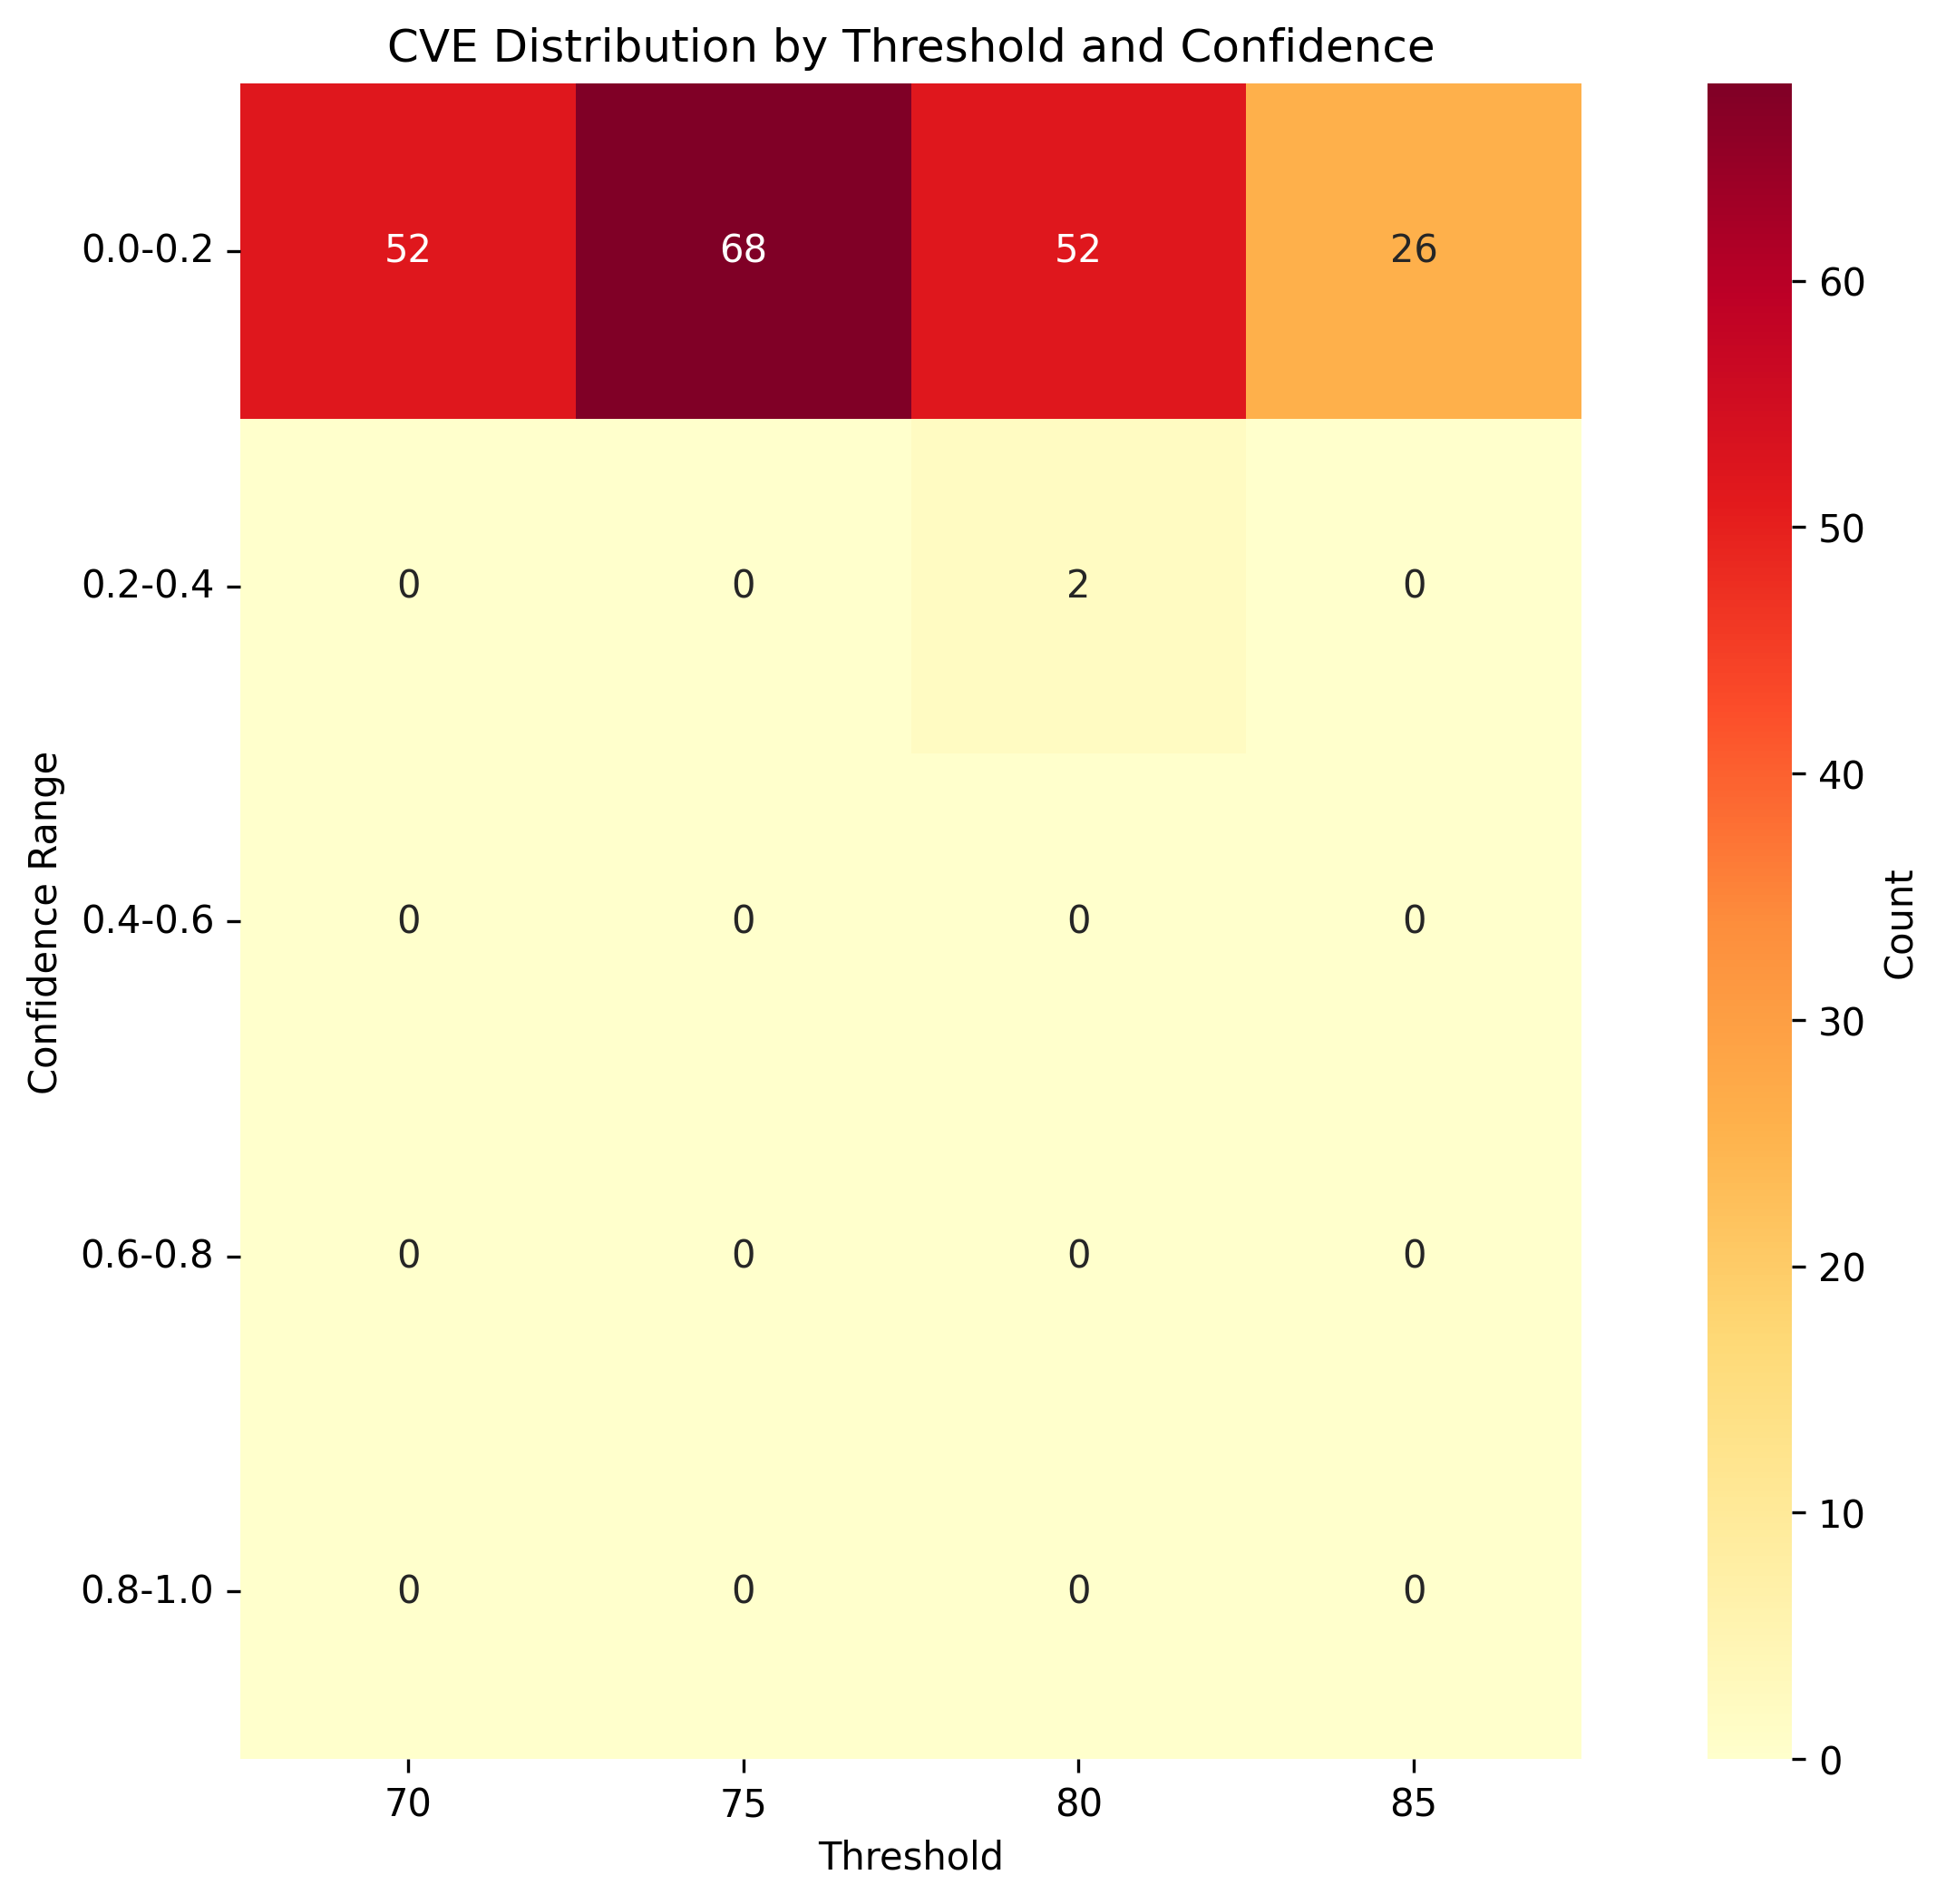 CVE Distribution by Threshold and Confidence
Confidence Range
0.0-0.2 52 68 52 26
0.2-0.4 0 0 2 0
0.4-0.6 0 0 0 0
0.6-0.8 0 0 0 0
0.8-1.0 0 0 0 0
70 75 80 85
Threshold
60
50
40
30
20
10
0
Count